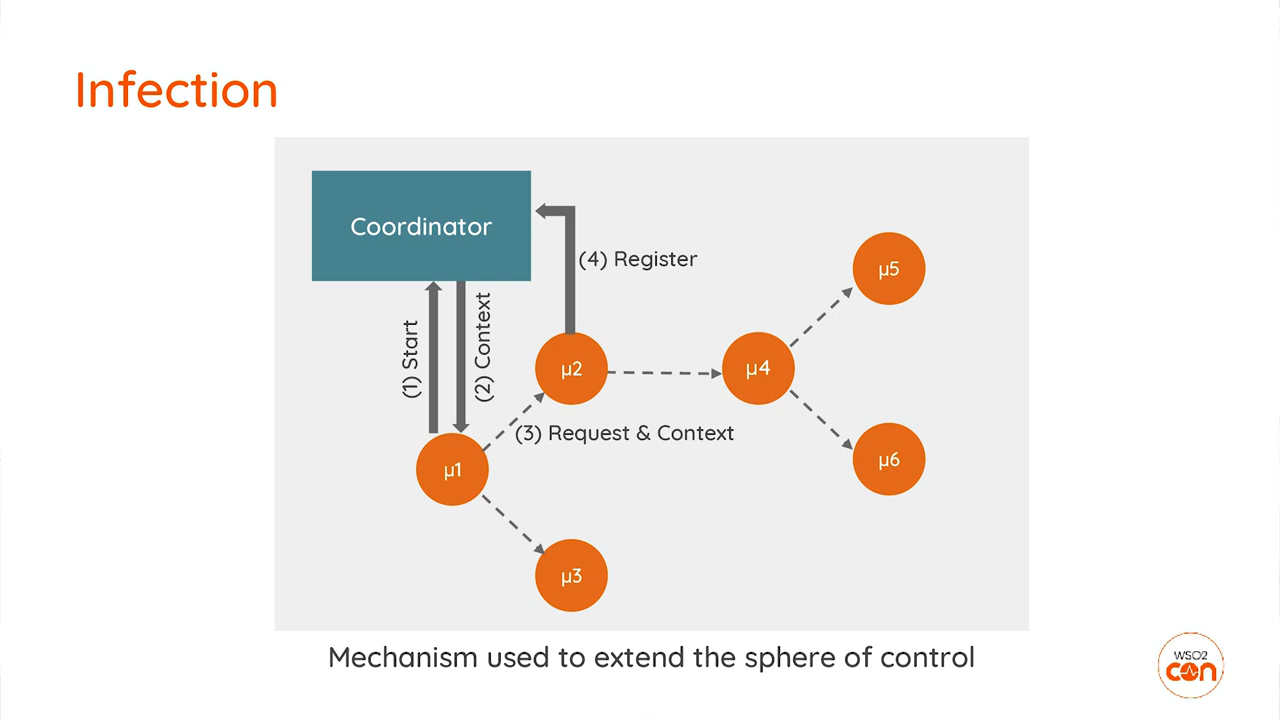 Infection
Coordinator
(4) Register
(1) Start
(2) Context
μ5
μ2
μ4
(3) Request & Context
μ1
μ6
μ3
Mechanism used to extend the sphere of control
WSO2
con